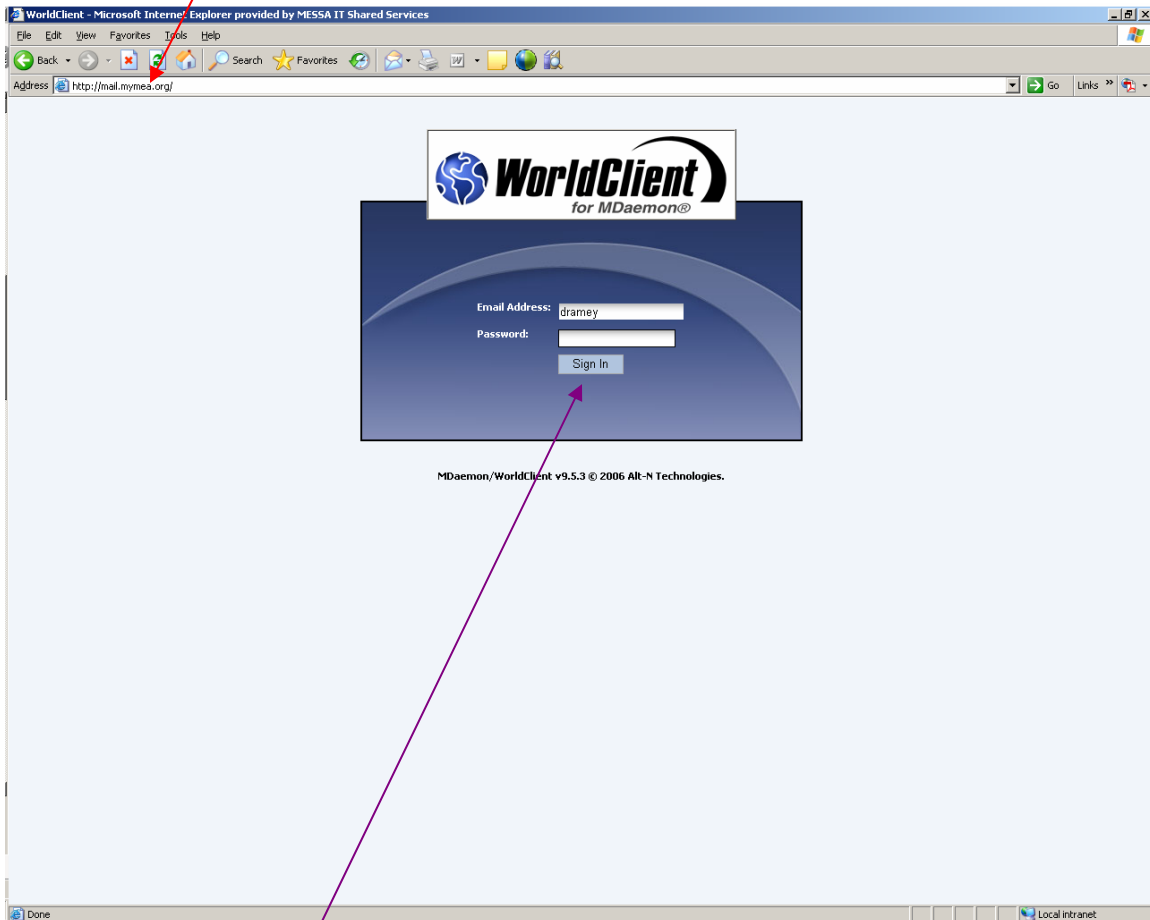 WorldClient - Microsoft Internet Explorer provided by MESSA IT Shared Services
File Edit View Favorites Tools Help
Back Search Favorites
Address http://mail.mymea.org/ Go Links »
WorldClient
for MDaemon®
Email Address: dramey
Password:
Sign In
MDaemon/WorldClient v9.5.3 © 2006 Alt-N Technologies.
Done Local intranet